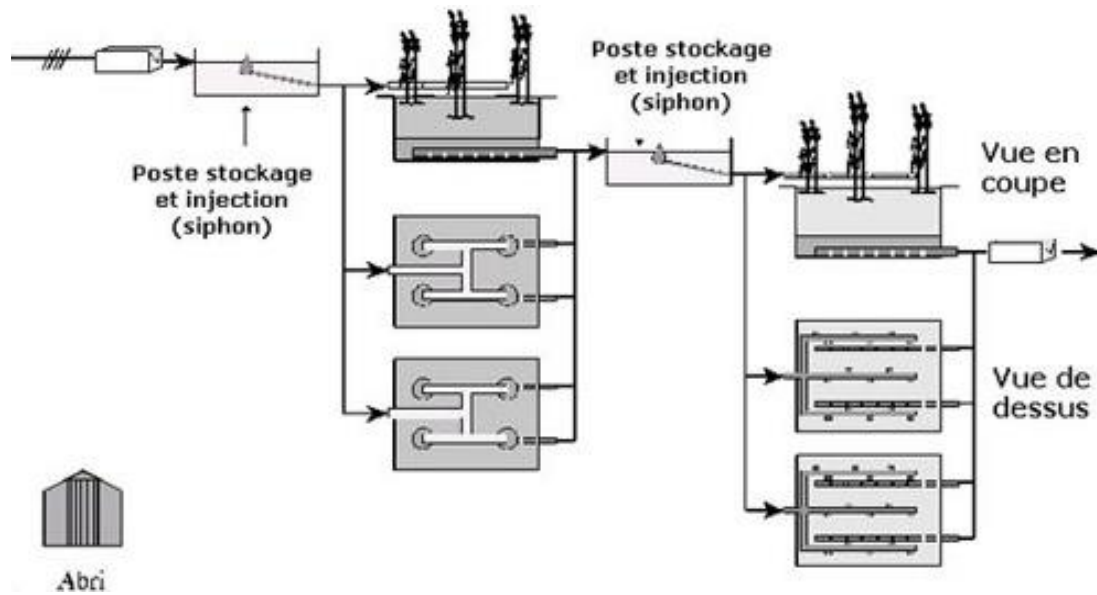 Poste stockage
et injection
(siphon)
Poste stockage
et injection
(siphon)
Vue en
coupe
Vue de
dessus
Abri